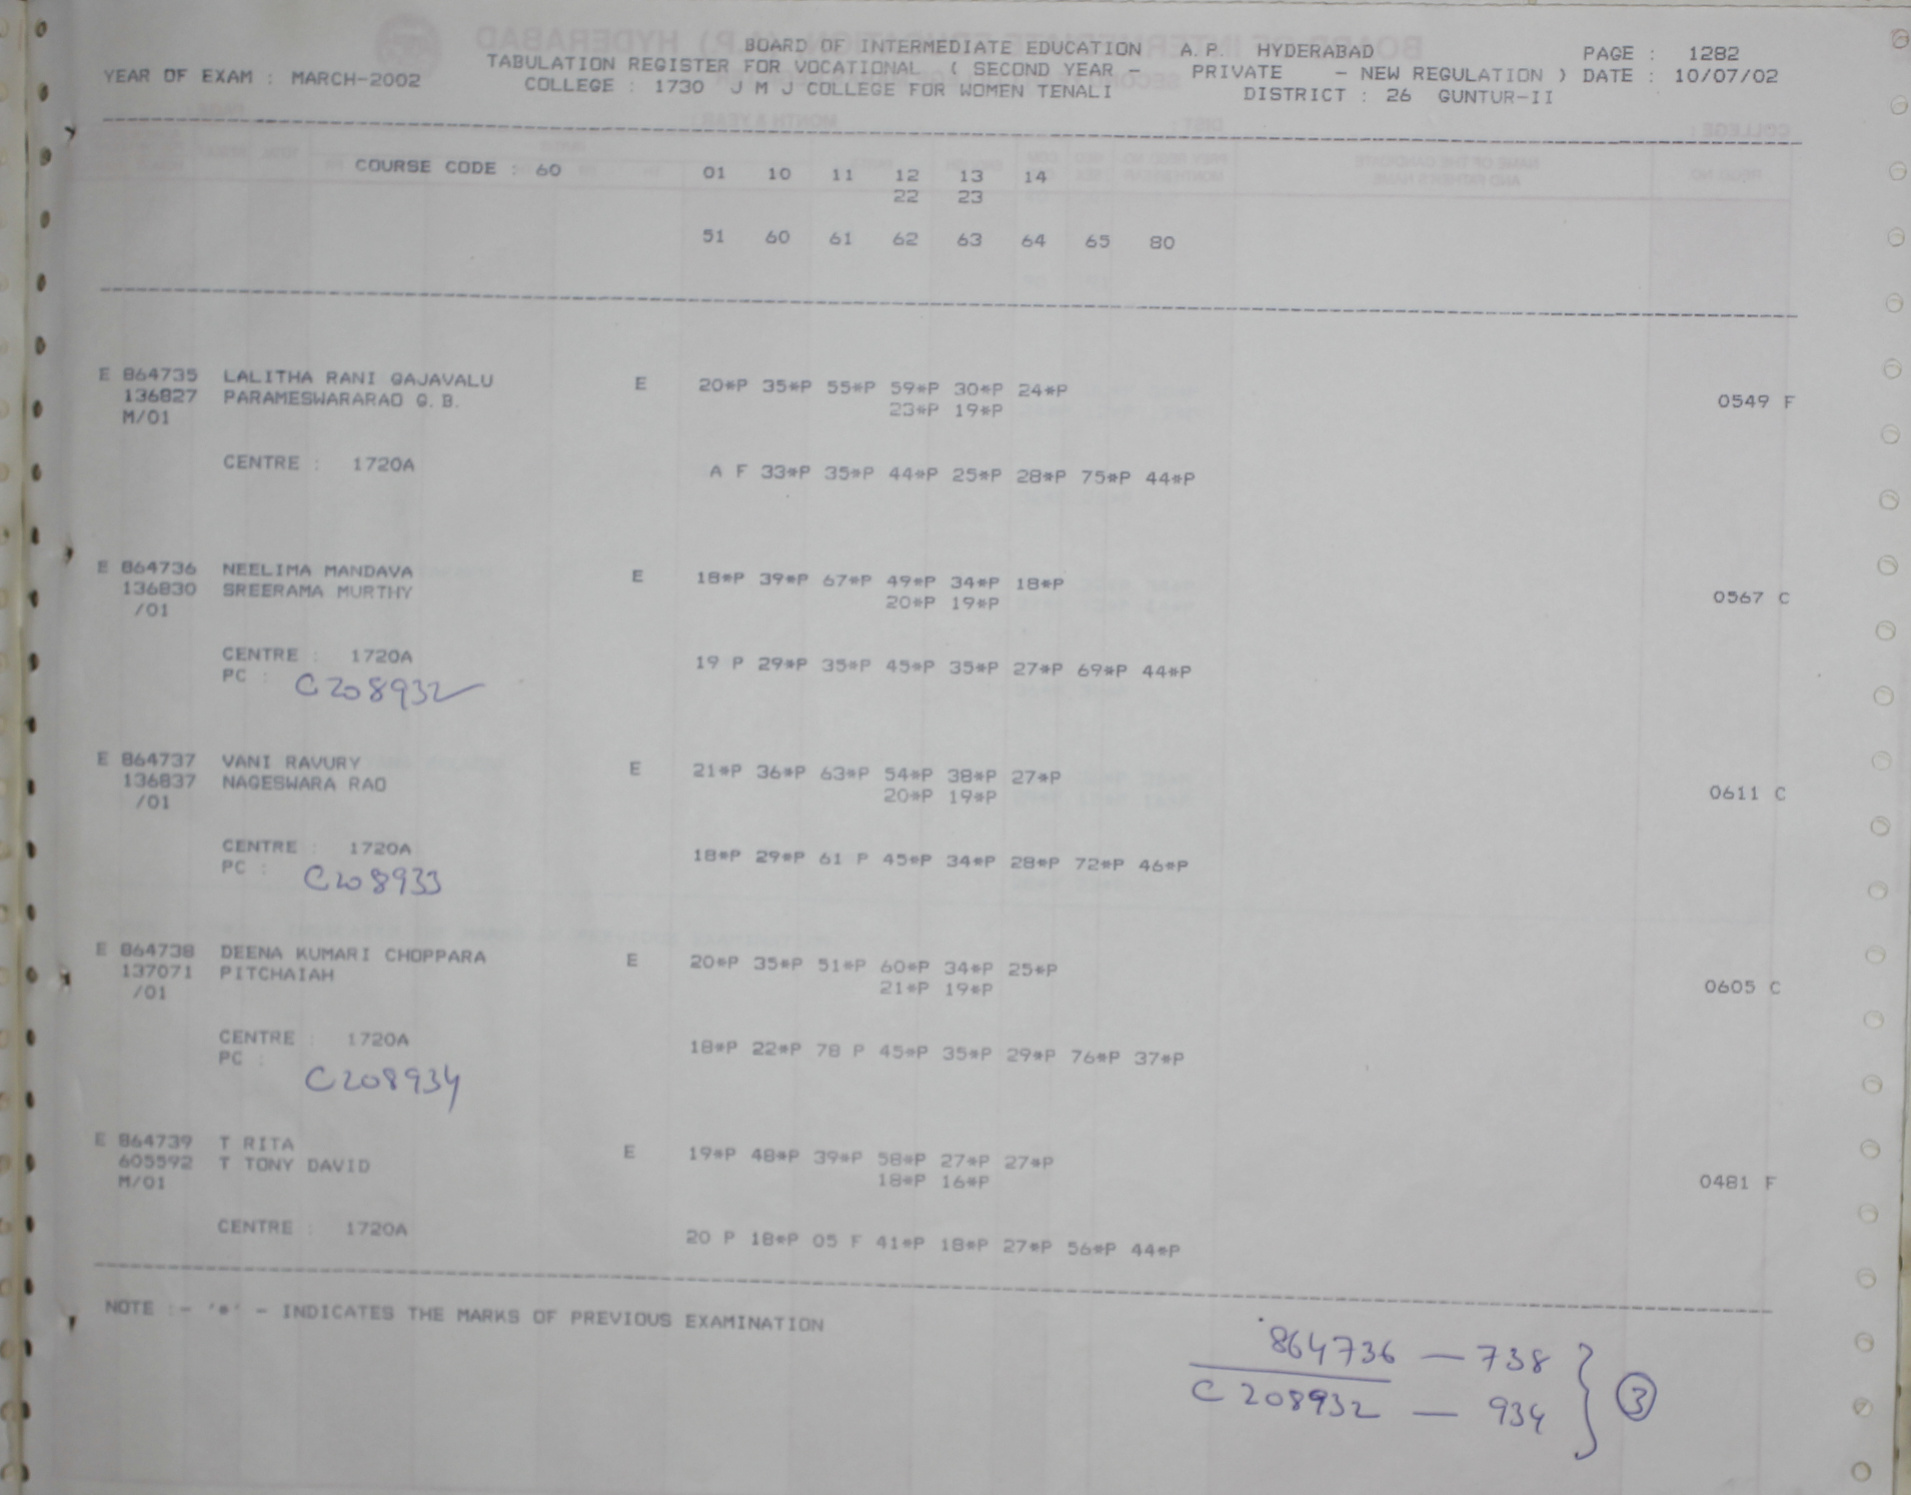 BOARD OF INTERMEDIATE EDUCATION A.P. HYDERABAD PAGE : 1282
YEAR OF EXAM : MARCH-2002 TABULATION REGISTER FOR VOCATIONAL ( SECOND YEAR - PRIVATE - NEW REGULATION ) DATE : 10/07/02
COLLEGE : 1730 J M J COLLEGE FOR WOMEN TENALI DISTRICT : 26 GUNTUR-II
COURSE CODE : 60 01 10 11 12 13 14
22 23
51 60 61 62 63 64 65 80
E 864735 LALITHA RANI GAJAVALU E 20*P 35*P 55*P 59*P 30*P 24*P
136827 PARAMESWARARAO G.B. 23*P 19*P 0549 F
M/01
CENTRE : 1720A A F 33*P 35*P 44*P 25*P 28*P 75*P 44*P
E 864736 NEELIMA MANDAVA E 18*P 39*P 67*P 49*P 34*P 18*P
136830 SREERAMA MURTHY 20*P 19*P 0567 C
/01
CENTRE : 1720A 19 P 29*P 35*P 45*P 35*P 27*P 69*P 44*P
PC : C208932
E 864737 VANI RAVURY E 21*P 36*P 63*P 54*P 38*P 27*P
136837 NAGESWARA RAO 20*P 19*P 0611 C
/01
CENTRE : 1720A 18*P 29*P 61 P 45*P 34*P 28*P 72*P 46*P
PC : C208933
E 864738 DEENA KUMARI CHOPPARA E 20*P 35*P 51*P 60*P 34*P 25*P
137071 PITCHAIAH 21*P 19*P 0605 C
/01
CENTRE : 1720A 18*P 22*P 78 P 45*P 35*P 29*P 76*P 37*P
PC :
C208934
E 864739 T RITA E 19*P 48*P 39*P 58*P 27*P 27*P
605592 T TONY DAVID 18*P 16*P 0481 F
M/01
CENTRE : 1720A 20 P 18*P 05 F 41*P 18*P 27*P 56*P 44*P
NOTE :- '*' - INDICATES THE MARKS OF PREVIOUS EXAMINATION
864736 — 738
C208932 — 934 } 3